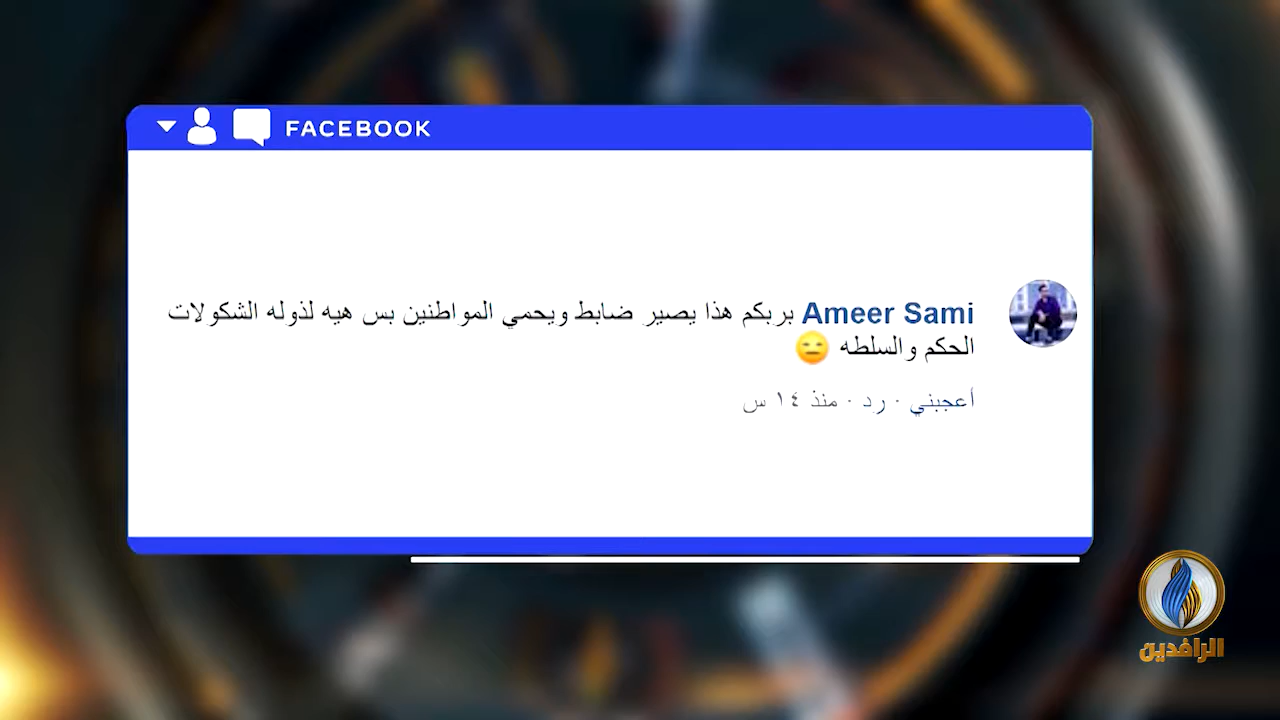 FACEBOOK
Ameer Sami بربكم هذا يصير ضابط ويحمي المواطنين بس هيه لذوله الشكولات
الحكم والسلطه 😑
أعجبني · رد · منذ ١٤ س
الرافدين